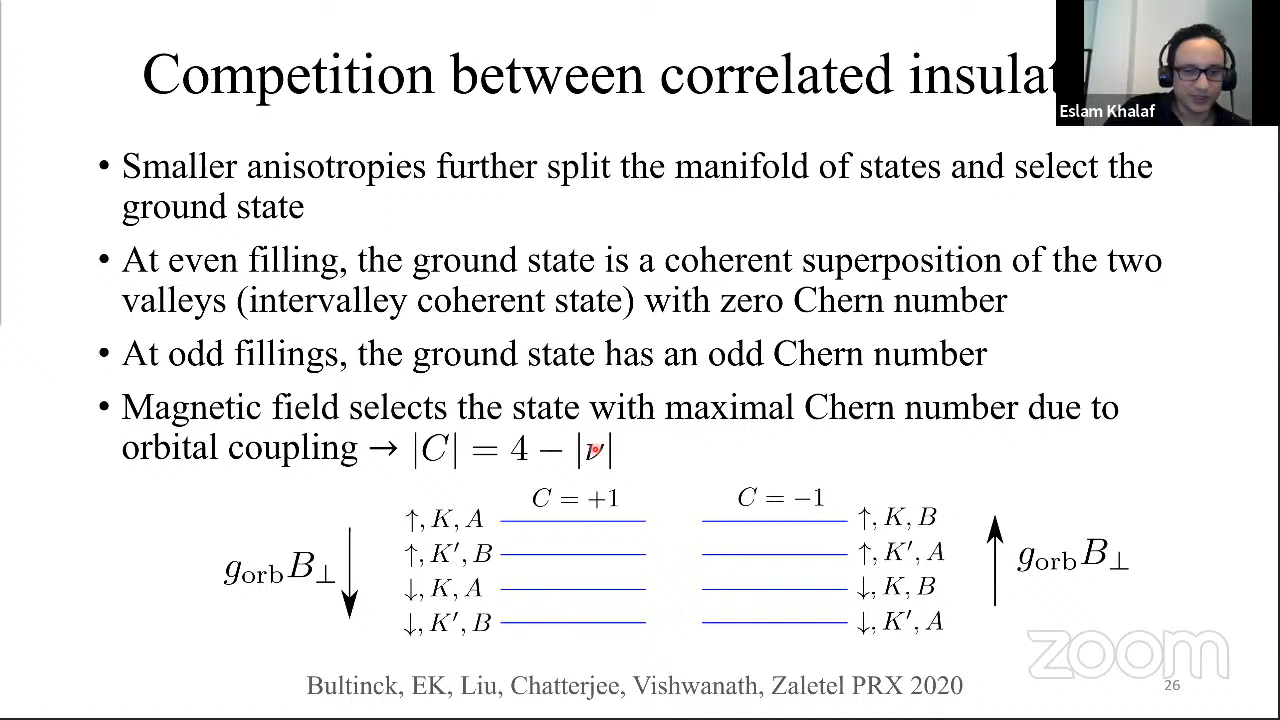 Competition between correlated insulat
Eslam Khalaf
• Smaller anisotropies further split the manifold of states and select the
ground state
• At even filling, the ground state is a coherent superposition of the two
valleys (intervalley coherent state) with zero Chern number
• At odd fillings, the ground state has an odd Chern number
• Magnetic field selects the state with maximal Chern number due to
orbital coupling → |C| = 4 − |ν|
C = +1
C = −1
↑, K, A
↑, K′, B
↓, K, A
↓, K′, B
↑, K, B
↑, K′, A
↓, K, B
↓, K′, A
g_orb B_⊥
g_orb B_⊥
zoom
Bultinck, EK, Liu, Chatterjee, Vishwanath, Zaletel PRX 2020
26